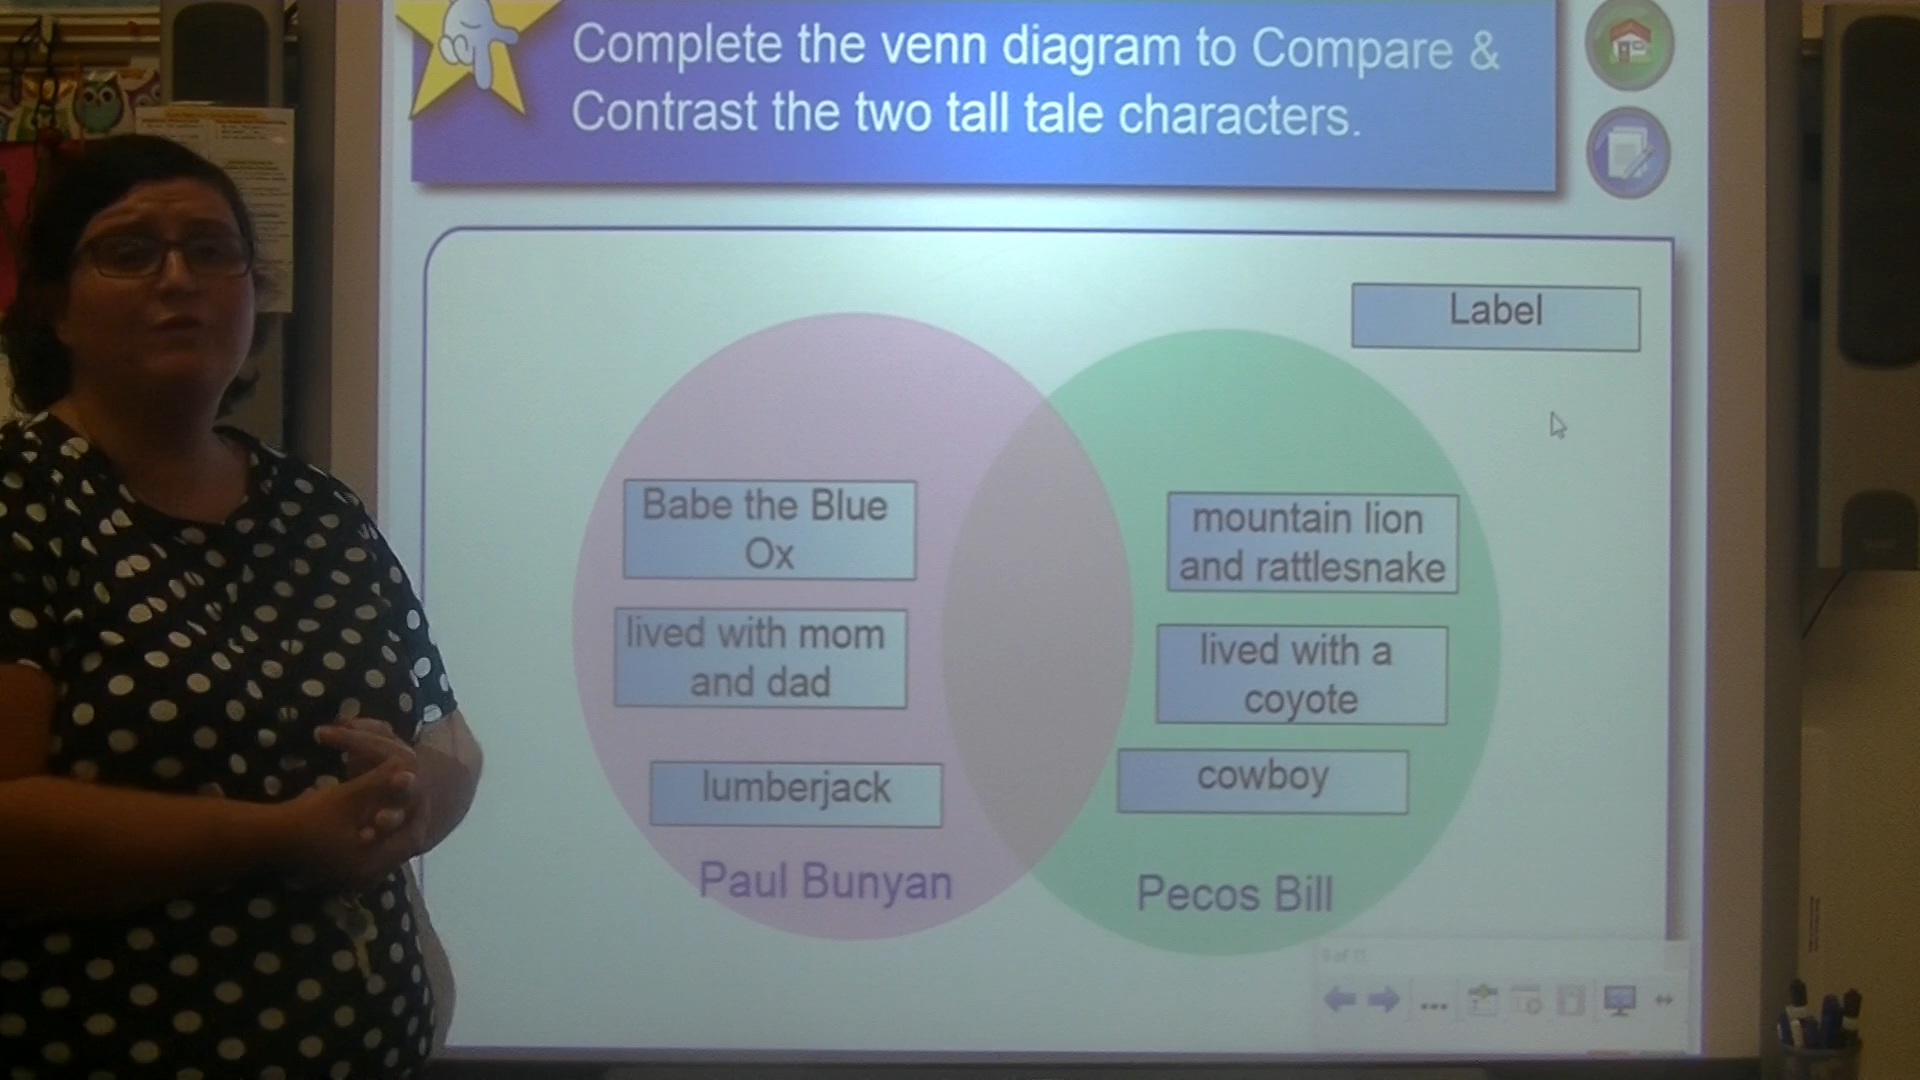 Complete the venn diagram to Compare &
Contrast the two tall tale characters.
Label
Babe the Blue
Ox
lived with mom
and dad
lumberjack
Paul Bunyan
mountain lion
and rattlesnake
lived with a
coyote
cowboy
Pecos Bill